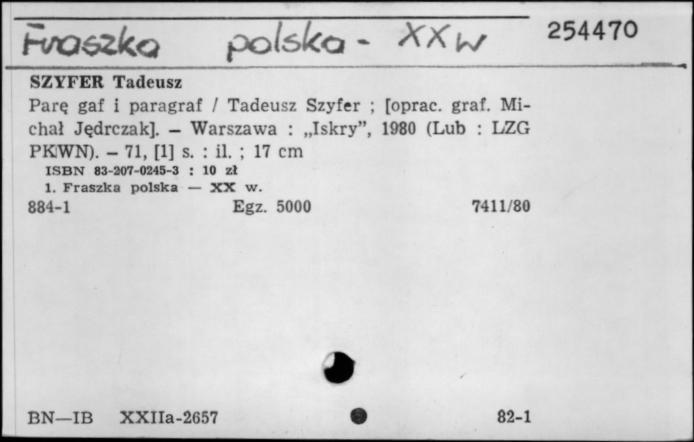 Fraszka polska - XX w
254470
SZYFER Tadeusz
Parę gaf i paragraf / Tadeusz Szyfer ; [oprac. graf. Mi-
chał Jędrczak]. — Warszawa : „Iskry”, 1980 (Lub : LZG
PKWN). — 71, [1] s. : il. ; 17 cm
ISBN 83-207-0245-3 : 10 zł
1. Fraszka polska — XX w.
884-1 Egz. 5000 7411/80
BN—IB XXIIa-2657 82-1